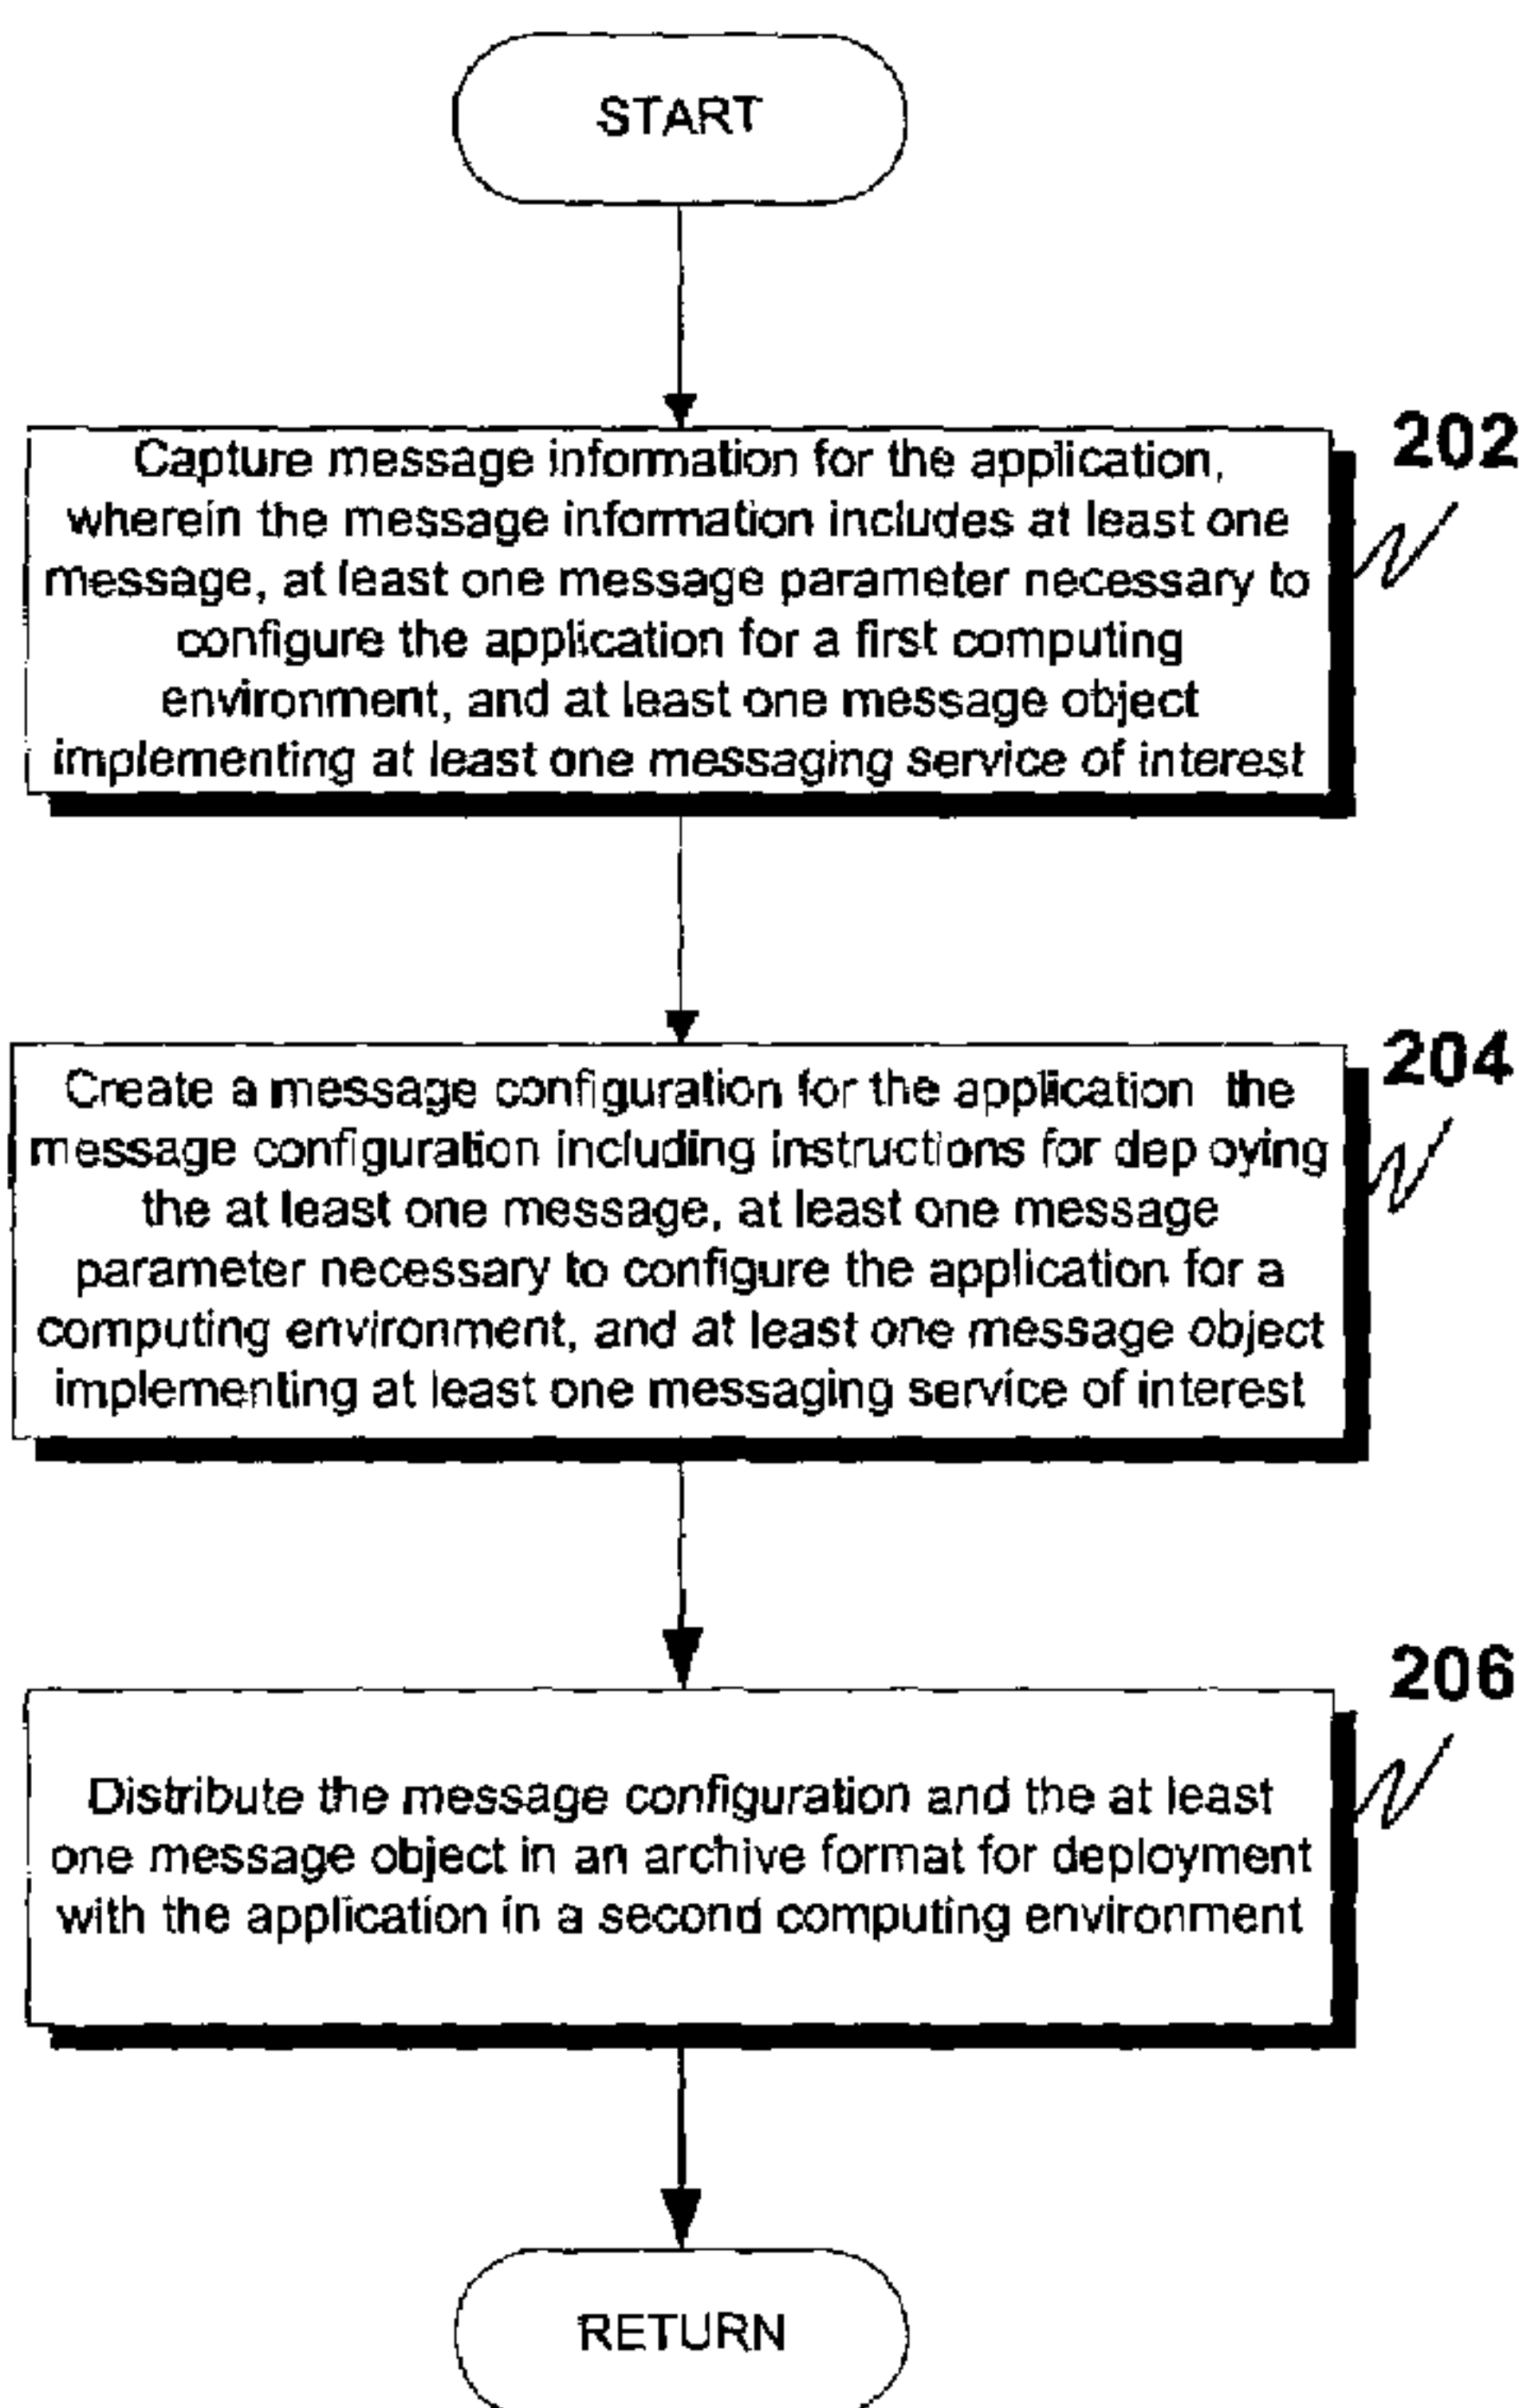 START
202
Capture message information for the application,
wherein the message information includes at least one
message, at least one message parameter necessary to
configure the application for a first computing
environment, and at least one message object
implementing at least one messaging service of interest
204
Create a message configuration for the application the
message configuration including instructions for dep oying
the at least one message, at least one message
parameter necessary to configure the application for a
computing environment, and at least one message object
implementing at least one messaging service of interest
206
Distribute the message configuration and the at least
one message object in an archive format for deployment
with the application in a second computing environment
RETURN